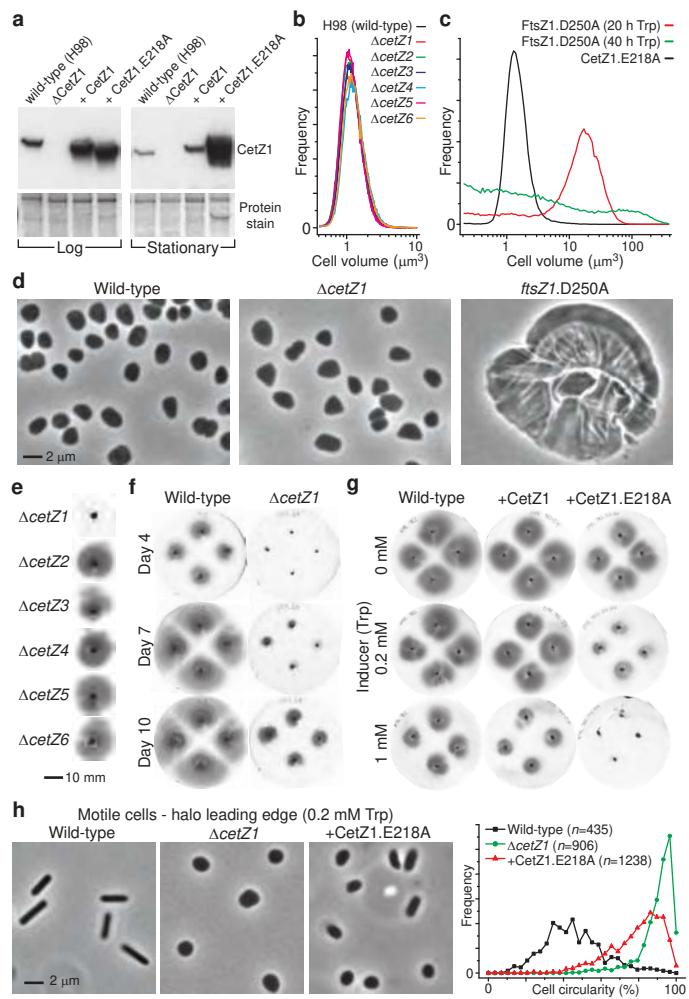 a
wild-type (H98)
ΔCetZ1
+ CetZ1
+ CetZ1.E218A
wild-type (H98)
ΔCetZ1
+ CetZ1
+ CetZ1.E218A
CetZ1
Protein stain
Log
Stationary
b
H98 (wild-type)
ΔcetZ1
ΔcetZ2
ΔcetZ3
ΔcetZ4
ΔcetZ5
ΔcetZ6
Frequency
0
1
10
Cell volume (μm³)
c
FtsZ1.D250A (20 h Trp)
FtsZ1.D250A (40 h Trp)
CetZ1.E218A
Frequency
0
1
10
100
Cell volume (μm³)
d
Wild-type
ΔcetZ1
ftsZ1.D250A
2 μm
e
ΔcetZ1
ΔcetZ2
ΔcetZ3
ΔcetZ4
ΔcetZ5
ΔcetZ6
10 mm
f
Wild-type
ΔcetZ1
Day 4
Day 7
Day 10
g
Wild-type
+CetZ1
+CetZ1.E218A
Inducer (Trp)
0 mM
0.2 mM
1 mM
h
Motile cells - halo leading edge (0.2 mM Trp)
Wild-type
ΔcetZ1
+CetZ1.E218A
2 μm
Wild-type (n=435)
ΔcetZ1 (n=906)
+CetZ1.E218A (n=1238)
Frequency
0
0
100
Cell circularity (%)